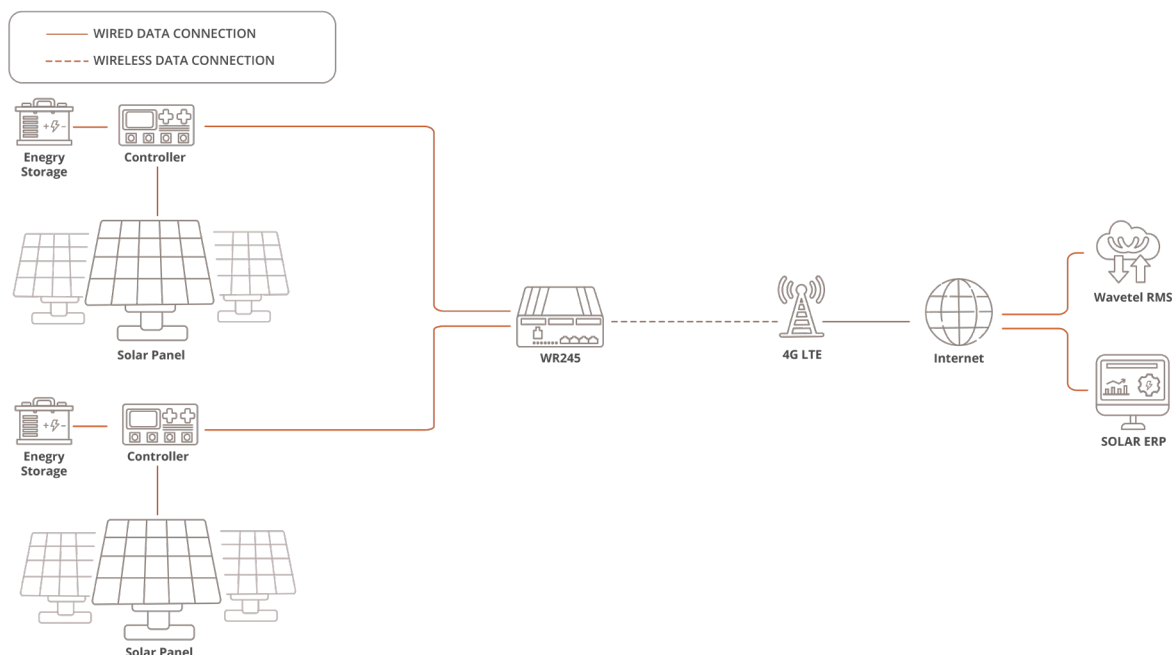 WIRED DATA CONNECTION
WIRELESS DATA CONNECTION
Enegry
Storage
Controller
Solar Panel
WR245
4G LTE
Internet
Wavetel RMS
SOLAR ERP
Enegry
Storage
Controller
Solar Panel